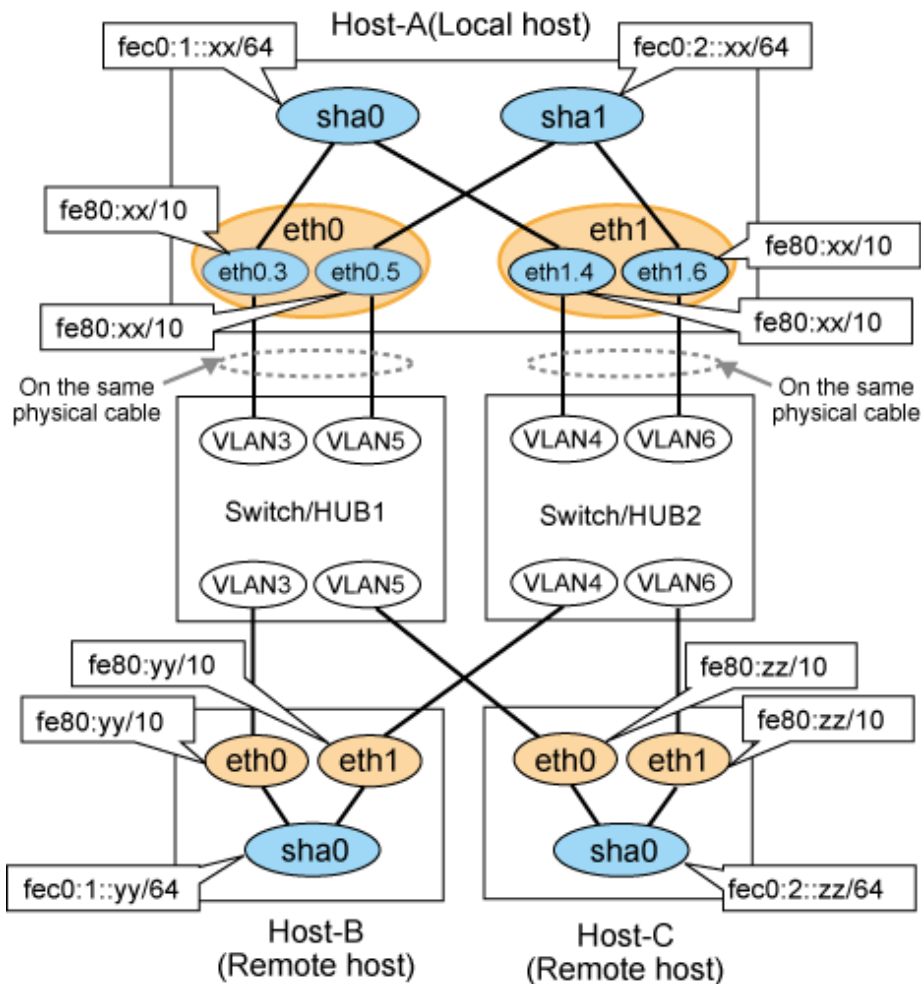 Host-A(Local host)
fec0:1::xx/64
fec0:2::xx/64
sha0
sha1
fe80:xx/10
eth0
eth1
fe80:xx/10
eth0.3
eth0.5
eth1.4
eth1.6
fe80:xx/10
fe80:xx/10
On the same
physical cable
On the same
physical cable
VLAN3
VLAN5
VLAN4
VLAN6
Switch/HUB1
Switch/HUB2
VLAN3
VLAN5
VLAN4
VLAN6
fe80:yy/10
fe80:zz/10
fe80:yy/10
fe80:zz/10
eth0
eth1
eth0
eth1
sha0
sha0
fec0:1::yy/64
fec0:2::zz/64
Host-B
(Remote host)
Host-C
(Remote host)